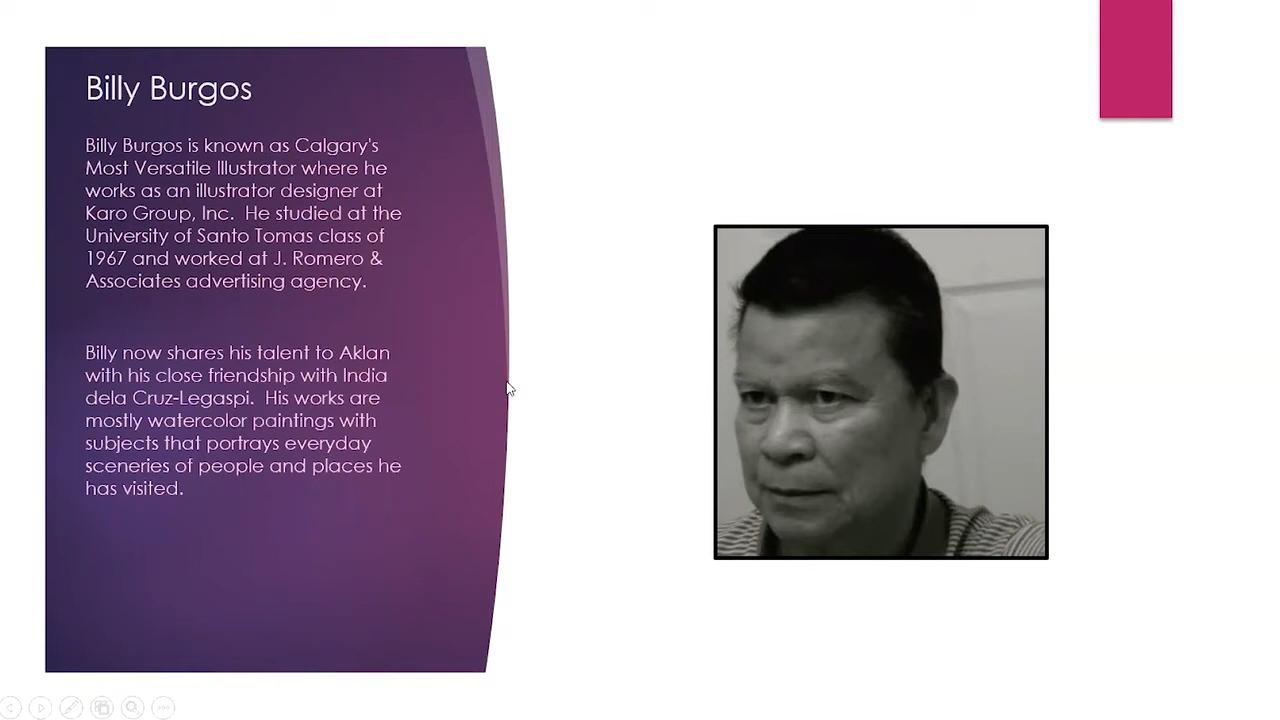 Billy Burgos
Billy Burgos is known as Calgary's
Most Versatile Illustrator where he
works as an illustrator designer at
Karo Group, Inc.  He studied at the
University of Santo Tomas class of
1967 and worked at J. Romero &
Associates advertising agency.
Billy now shares his talent to Aklan
with his close friendship with India
dela Cruz-Legaspi.  His works are
mostly watercolor paintings with
subjects that portrays everyday
sceneries of people and places he
has visited.